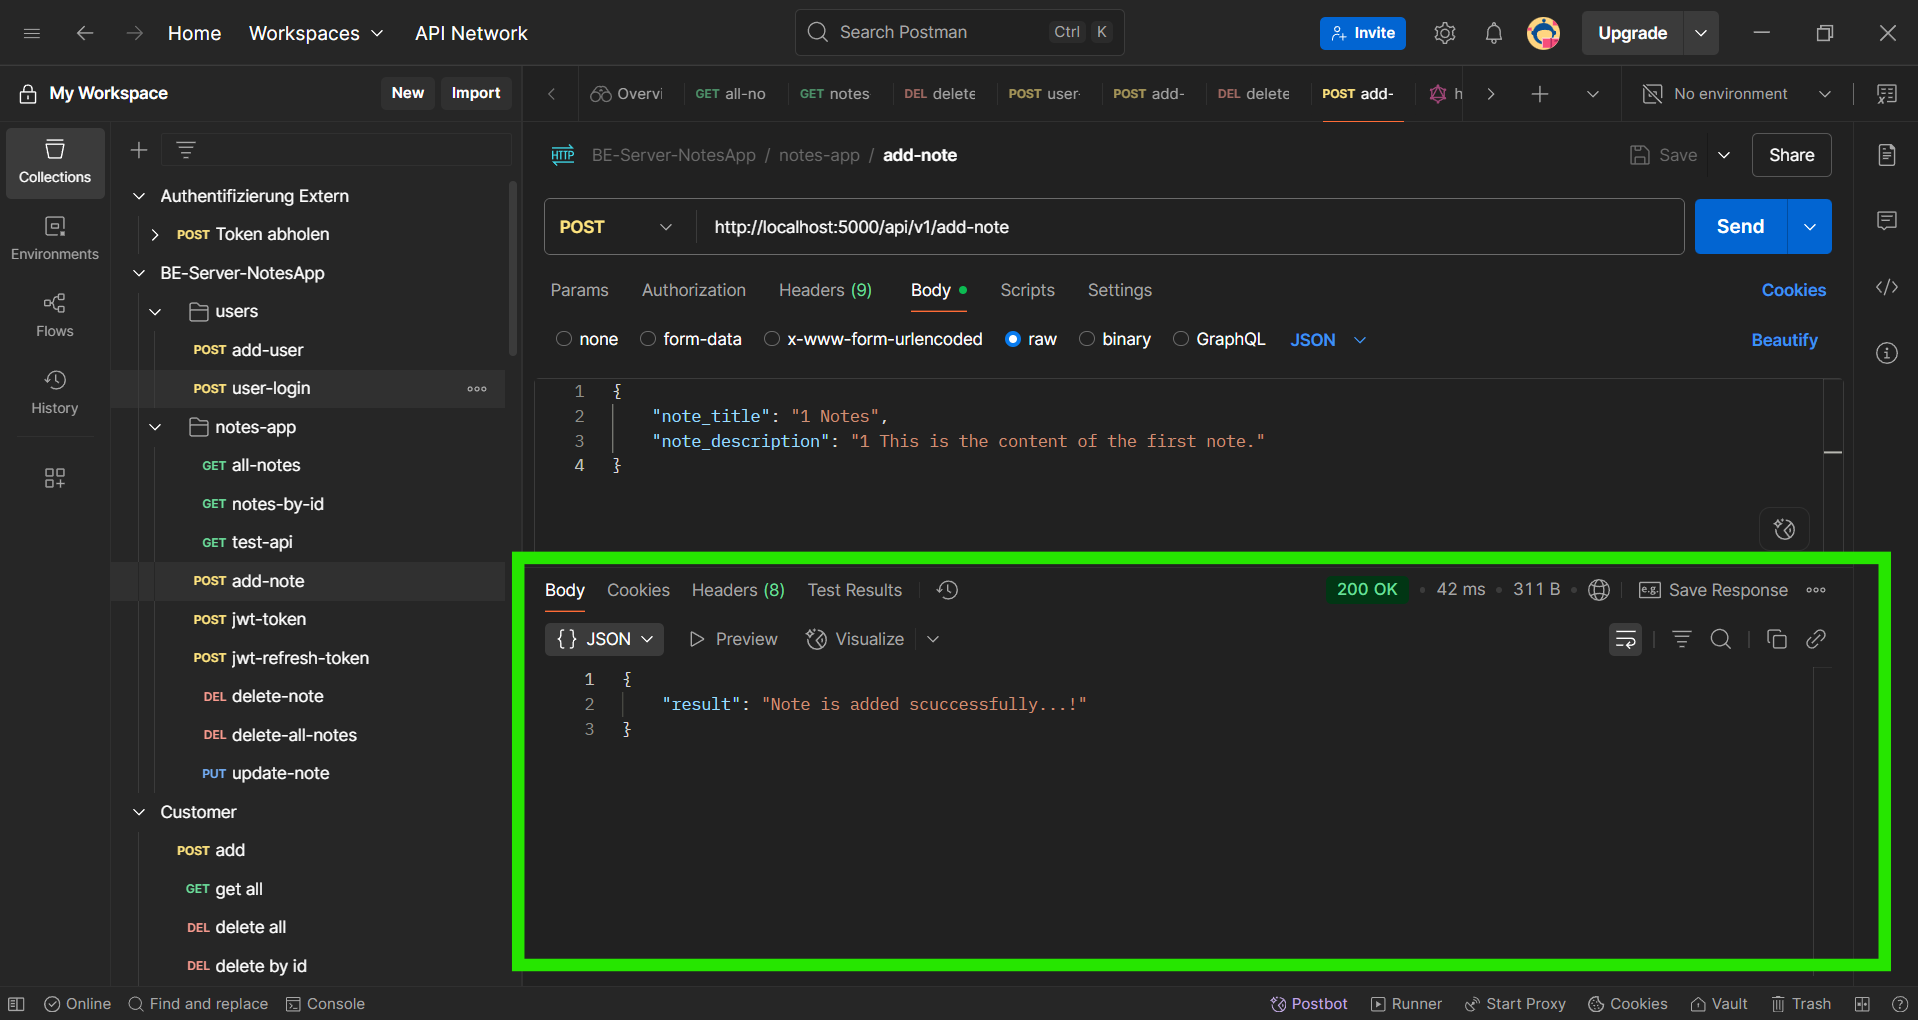 Home
Workspaces
API Network
Search Postman
Ctrl K
Invite
Upgrade
My Workspace
New
Import
Overvi
GET all-no
GET notes
DEL delete
POST user-
POST add-
DEL delete
POST add-
h
No environment
Collections
Environments
Flows
History
Authentifizierung Extern
POST Token abholen
BE-Server-NotesApp
users
POST add-user
POST user-login
notes-app
GET all-notes
GET notes-by-id
GET test-api
POST add-note
POST jwt-token
POST jwt-refresh-token
DEL delete-note
DEL delete-all-notes
PUT update-note
Customer
POST add
GET get all
DEL delete all
DEL delete by id
HTTP BE-Server-NotesApp / notes-app / add-note
Save
Share
POST
http://localhost:5000/api/v1/add-note
Send
Params Authorization Headers (9) Body Scripts Settings
Cookies
none form-data x-www-form-urlencoded raw binary GraphQL JSON
Beautify
1 {
2 "note_title": "1 Notes",
3 "note_description": "1 This is the content of the first note."
4 }
Body Cookies Headers (8) Test Results
200 OK • 42 ms • 311 B •
e.g. Save Response
{} JSON Preview Visualize
1 {
2 "result": "Note is added scuccessfully...!"
3 }
Online Find and replace Console
Postbot Runner Start Proxy Cookies Vault Trash